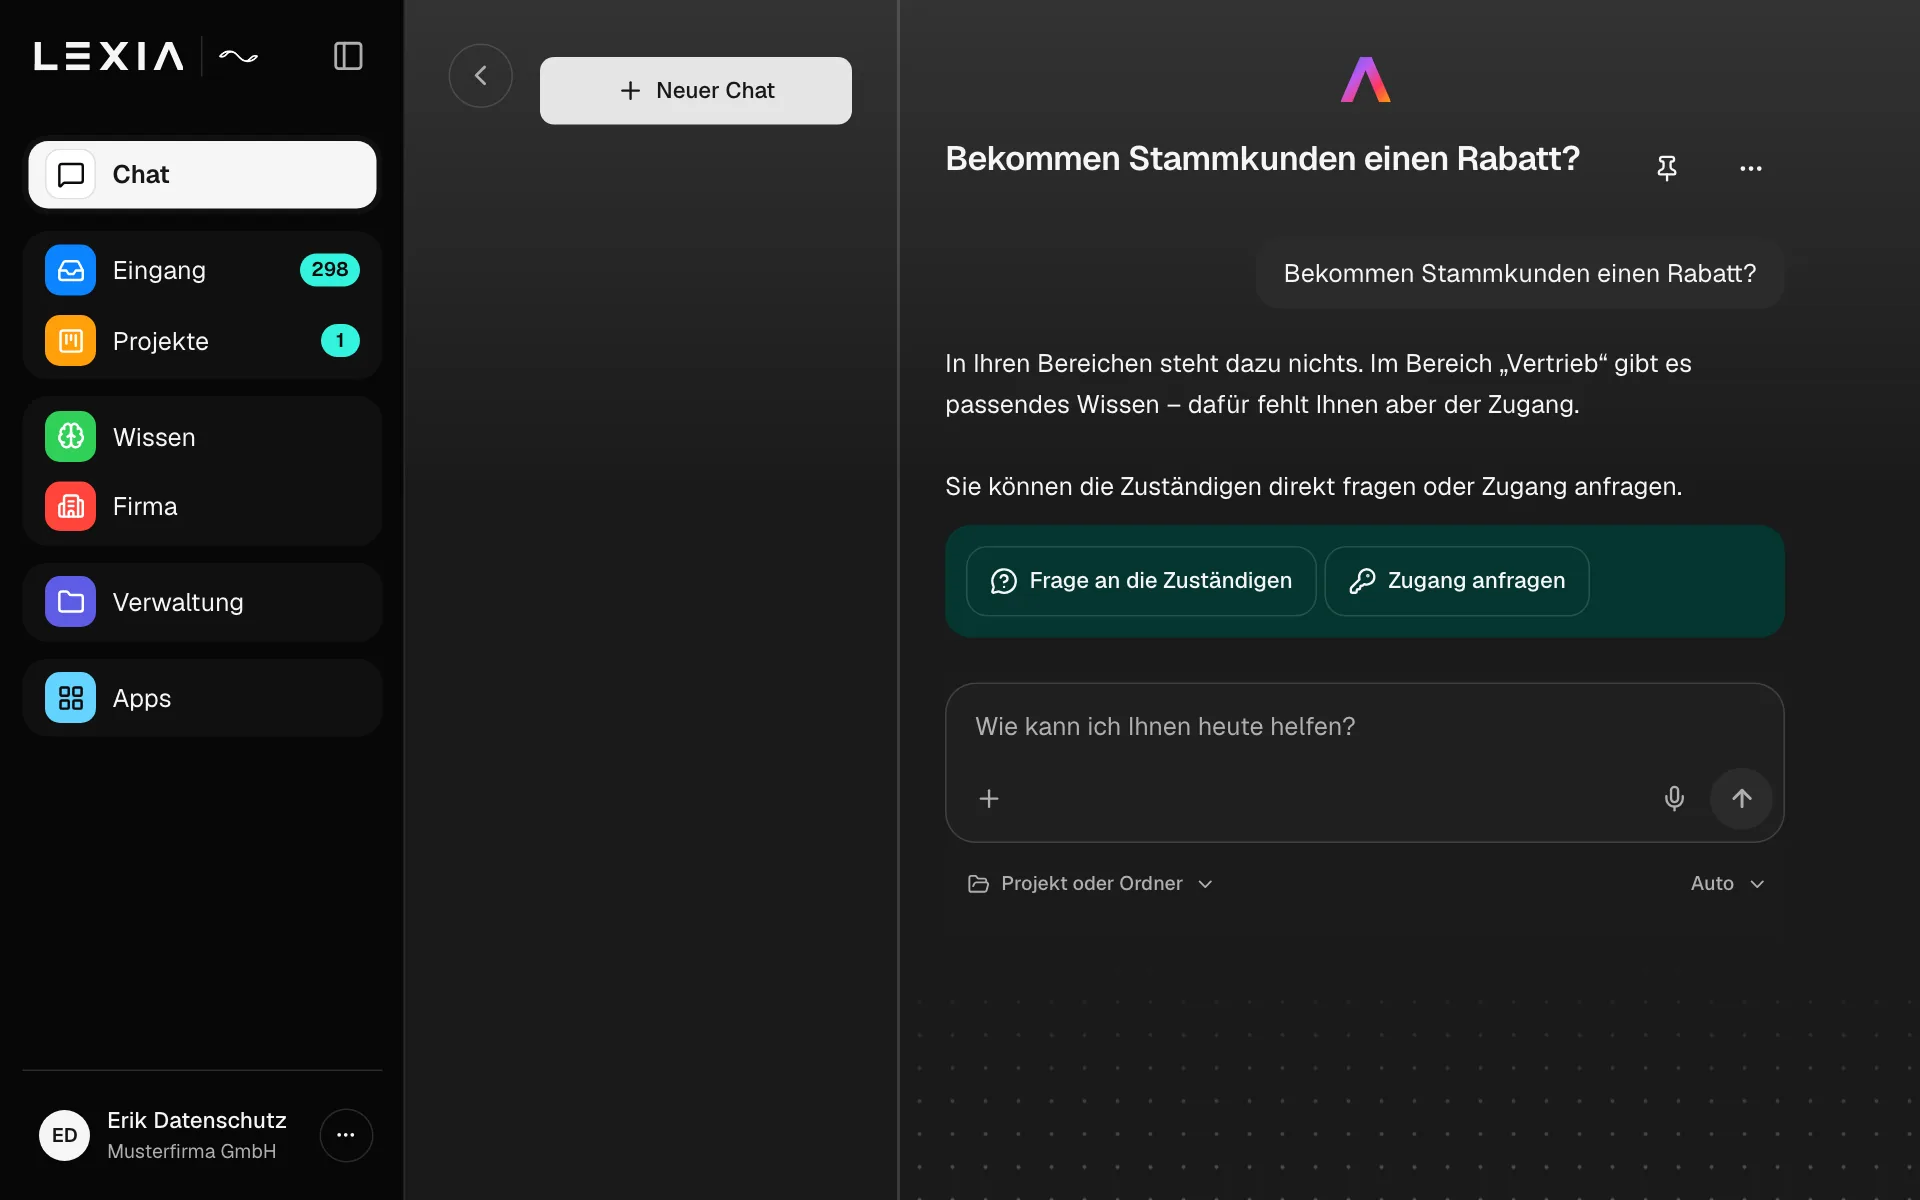 LEXIA
Chat
Eingang 298
Projekte 1
Wissen
Firma
Verwaltung
Apps
ED
Erik Datenschutz
Musterfirma GmbH
Neuer Chat
Bekommen Stammkunden einen Rabatt?
Bekommen Stammkunden einen Rabatt?
In Ihren Bereichen steht dazu nichts. Im Bereich „Vertrieb“ gibt es
passendes Wissen – dafür fehlt Ihnen aber der Zugang.
Sie können die Zuständigen direkt fragen oder Zugang anfragen.
Frage an die Zuständigen
Zugang anfragen
Wie kann ich Ihnen heute helfen?
Projekt oder Ordner
Auto